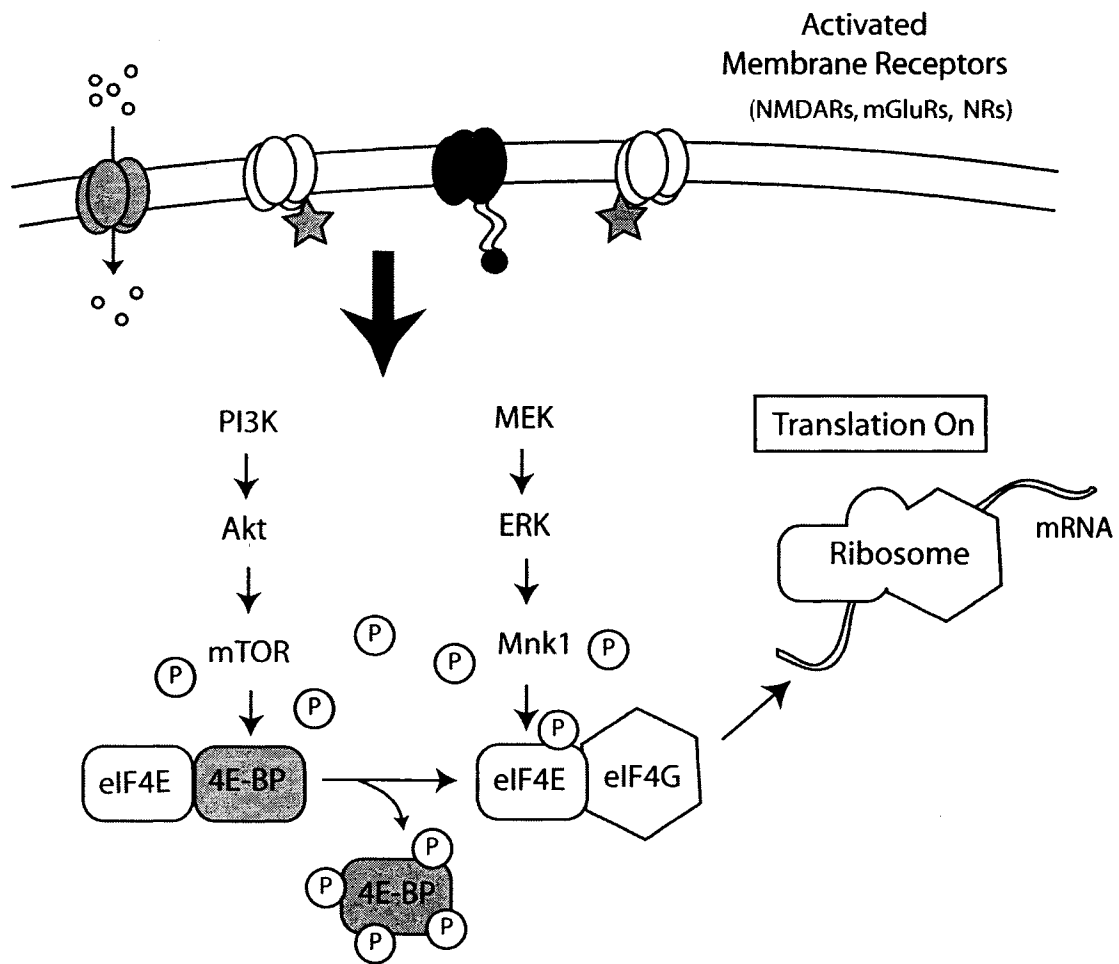 Activated
Membrane Receptors
(NMDARs, mGluRs, NRs)
PI3K
MEK
Translation On
Akt
ERK
Ribosome
mRNA
mTOR
Mnk1
P
P
P
P
P
P
eIF4E
4E-BP
eIF4E
eIF4G
4E-BP
P
P
P
P